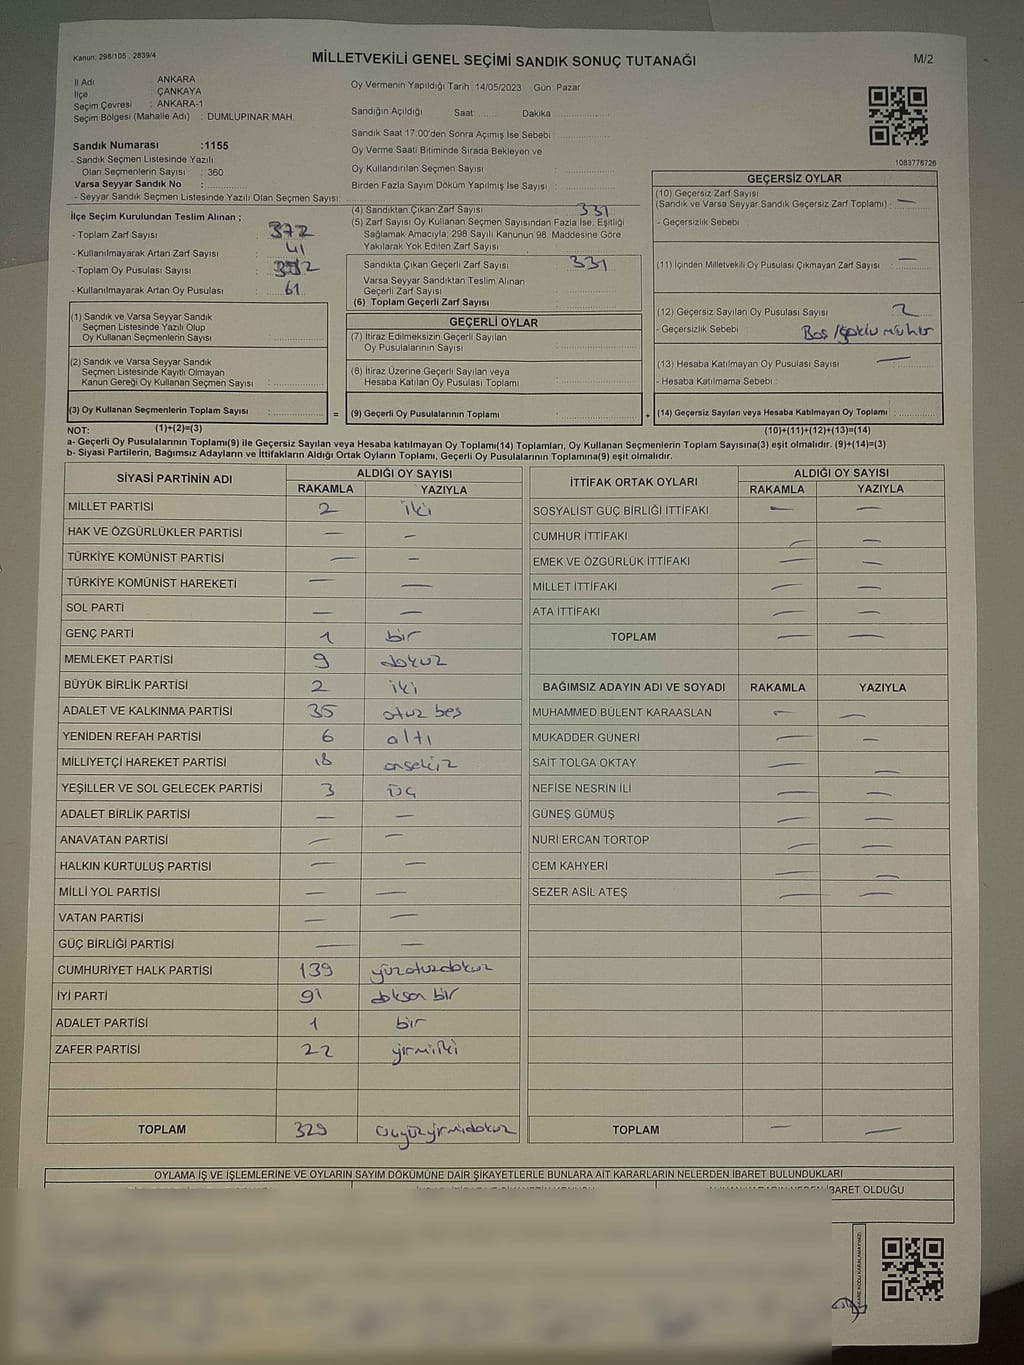 Kanun: 298/105 , 2839/4
MİLLETVEKİLİ GENEL SEÇİMİ SANDIK SONUÇ TUTANAĞI
M/2
İl Adı ANKARA
İlçe ÇANKAYA
Seçim Çevresi : ANKARA-1
Seçim Bölgesi (Mahalle Adı) : DUMLUPINAR MAH.
Sandık Numarası :1155
- Sandık Seçmen Listesinde Yazılı
Olan Seçmenlerin Sayısı : 360
Varsa Seyyar Sandık No :
- Seyyar Sandık Seçmen Listesinde Yazılı Olan Seçmen Sayısı:
Oy Vermenin Yapıldığı Tarih :14/05/2023 Gün: Pazar
Sandığın Açıldığı Saat Dakika
Sandık Saat 17:00'den Sonra Açımış İse Sebebi :
Oy Verme Saati Bitiminde Sırada Bekleyen ve
Oy Kullandırılan Seçmen Sayısı :
Birden Fazla Sayım Döküm Yapılmış İse Sayısı :
1083776726
İlçe Seçim Kurulundan Teslim Alınan ;
- Toplam Zarf Sayısı : 372
- Kullanılmayarak Artan Zarf Sayısı : 41
- Toplam Oy Pusulası Sayısı :
- Kullanılmayarak Artan Oy Pusulası : 61
(4) Sandıktan Çıkan Zarf Sayısı 331
(5) Zarf Sayısı Oy Kullanan Seçmen Sayısından Fazla İse, Eşitliği
Sağlamak Amacıyla; 298 Sayılı Kanunun 98. Maddesine Göre
Yakılarak Yok Edilen Zarf Sayısı
Sandıkta Çıkan Geçerli Zarf Sayısı 331
Varsa Seyyar Sandıktan Teslim Alınan
Geçerli Zarf Sayısı
(6) Toplam Geçerli Zarf Sayısı
GEÇERSİZ OYLAR
(10) Geçersiz Zarf Sayısı
(Sandık ve Varsa Seyyar Sandık Geçersiz Zarf Toplamı) : —
- Geçersizlik Sebebi
(11) İçinden Milletvekili Oy Pusulası Çıkmayan Zarf Sayısı : —
(12) Geçersiz Sayılan Oy Pusulası Sayısı : 2
- Geçersizlik Sebebi : Boş/Çoklu mühür
(13) Hesaba Katılmayan Oy Pusulası Sayısı : —
- Hesaba Katılmama Sebebi :
(1) Sandık ve Varsa Seyyar Sandık
Seçmen Listesinde Yazılı Olup
Oy Kullanan Seçmenlerin Sayısı :
(2) Sandık ve Varsa Seyyar Sandık
Seçmen Listesinde Kayıtlı Olmayan
Kanun Gereği Oy Kullanan Seçmen Sayısı :
GEÇERLİ OYLAR
(7) İtiraz Edilmeksizin Geçerli Sayılan
Oy Pusulalarının Sayısı :
(8) İtiraz Üzerine Geçerli Sayılan veya
Hesaba Katılan Oy Pusulası Toplamı :
(3) Oy Kullanan Seçmenlerin Toplam Sayısı : = (9) Geçerli Oy Pusulalarının Toplamı : + (14) Geçersiz Sayılan veya Hesaba Katılmayan Oy Toplamı :
NOT: (1)+(2)=(3) (10)+(11)+(12)+(13)=(14)
a- Geçerli Oy Pusulalarının Toplamı(9) ile Geçersiz Sayılan veya Hesaba katılmayan Oy Toplamı(14) Toplamları, Oy Kullanan Seçmenlerin Toplam Sayısına(3) eşit olmalıdır. (9)+(14)=(3)
b- Siyasi Partilerin, Bağımsız Adayların ve İttifakların Aldığı Ortak Oyların Toplamı, Geçerli Oy Pusulalarının Toplamına(9) eşit olmalıdır.
SİYASİ PARTİNİN ADI ALDIĞI OY SAYISI
RAKAMLA YAZIYLA
MİLLET PARTİSİ 2 iki
HAK VE ÖZGÜRLÜKLER PARTİSİ — —
TÜRKİYE KOMÜNİST PARTİSİ — —
TÜRKİYE KOMÜNİST HAREKETİ — —
SOL PARTİ — —
GENÇ PARTİ 1 bir
MEMLEKET PARTİSİ 9 dokuz
BÜYÜK BİRLİK PARTİSİ 2 iki
ADALET VE KALKINMA PARTİSİ 35 otuz beş
YENİDEN REFAH PARTİSİ 6 altı
MİLLİYETÇİ HAREKET PARTİSİ 18 onsekiz
YEŞİLLER VE SOL GELECEK PARTİSİ 3 üç
ADALET BİRLİK PARTİSİ — —
ANAVATAN PARTİSİ — —
HALKIN KURTULUŞ PARTİSİ — —
MİLLİ YOL PARTİSİ — —
VATAN PARTİSİ — —
GÜÇ BİRLİĞİ PARTİSİ — —
CUMHURİYET HALK PARTİSİ 139 yüzotuzdokuz
İYİ PARTİ 91 doksan bir
ADALET PARTİSİ 1 bir
ZAFER PARTİSİ 22 yirmiiki
TOPLAM 329 üçyüzyirmidokuz
İTTİFAK ORTAK OYLARI ALDIĞI OY SAYISI
RAKAMLA YAZIYLA
SOSYALİST GÜÇ BİRLİĞİ İTTİFAKI — —
CUMHUR İTTİFAKI — —
EMEK VE ÖZGÜRLÜK İTTİFAKI — —
MİLLET İTTİFAKI — —
ATA İTTİFAKI — —
TOPLAM — —
BAĞIMSIZ ADAYIN ADI VE SOYADI RAKAMLA YAZIYLA
MUHAMMED BÜLENT KARAASLAN — —
MUKADDER GÜNERİ — —
SAİT TOLGA OKTAY — —
NEFİSE NESRİN İLİ — —
GÜNEŞ GÜMÜŞ — —
NURİ ERCAN TORTOP — —
CEM KAHYERİ — —
SEZER ASİL ATEŞ — —
TOPLAM — —
OYLAMA İŞ VE İŞLEMLERİNE VE OYLARIN SAYIM DÖKÜMÜNE DAİR ŞİKAYETLERLE BUNLARA AİT KARARLARIN NELERDEN İBARET BULUNDUKLARI
İBARET OLDUĞU